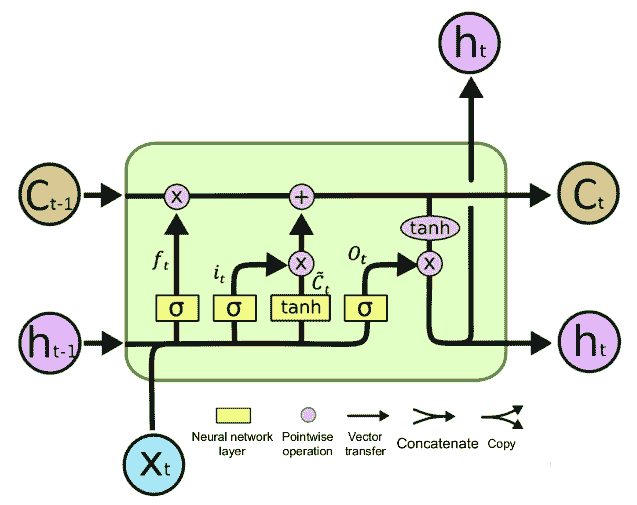 hₜ
Cₜ₋₁
x
+
Cₜ
tanh
fₜ
iₜ
x
C̃ₜ
Oₜ
x
σ
σ
tanh
σ
hₜ₋₁
hₜ
Xₜ
Neural network
layer
Pointwise
operation
Vector
transfer
Concatenate
Copy